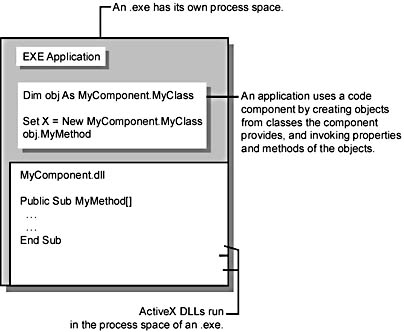 An .exe has its own process space.
EXE Application
Dim obj As MyComponent.MyClass
Set X = New MyComponent.MyClass
obj.MyMethod
An application uses a code
component by creating objects
from classes the component
provides, and invoking properties
and methods of the objects.
MyComponent.dll
Public Sub MyMethod[]
...
...
End Sub
ActiveX DLLs run
in the process space of an .exe.